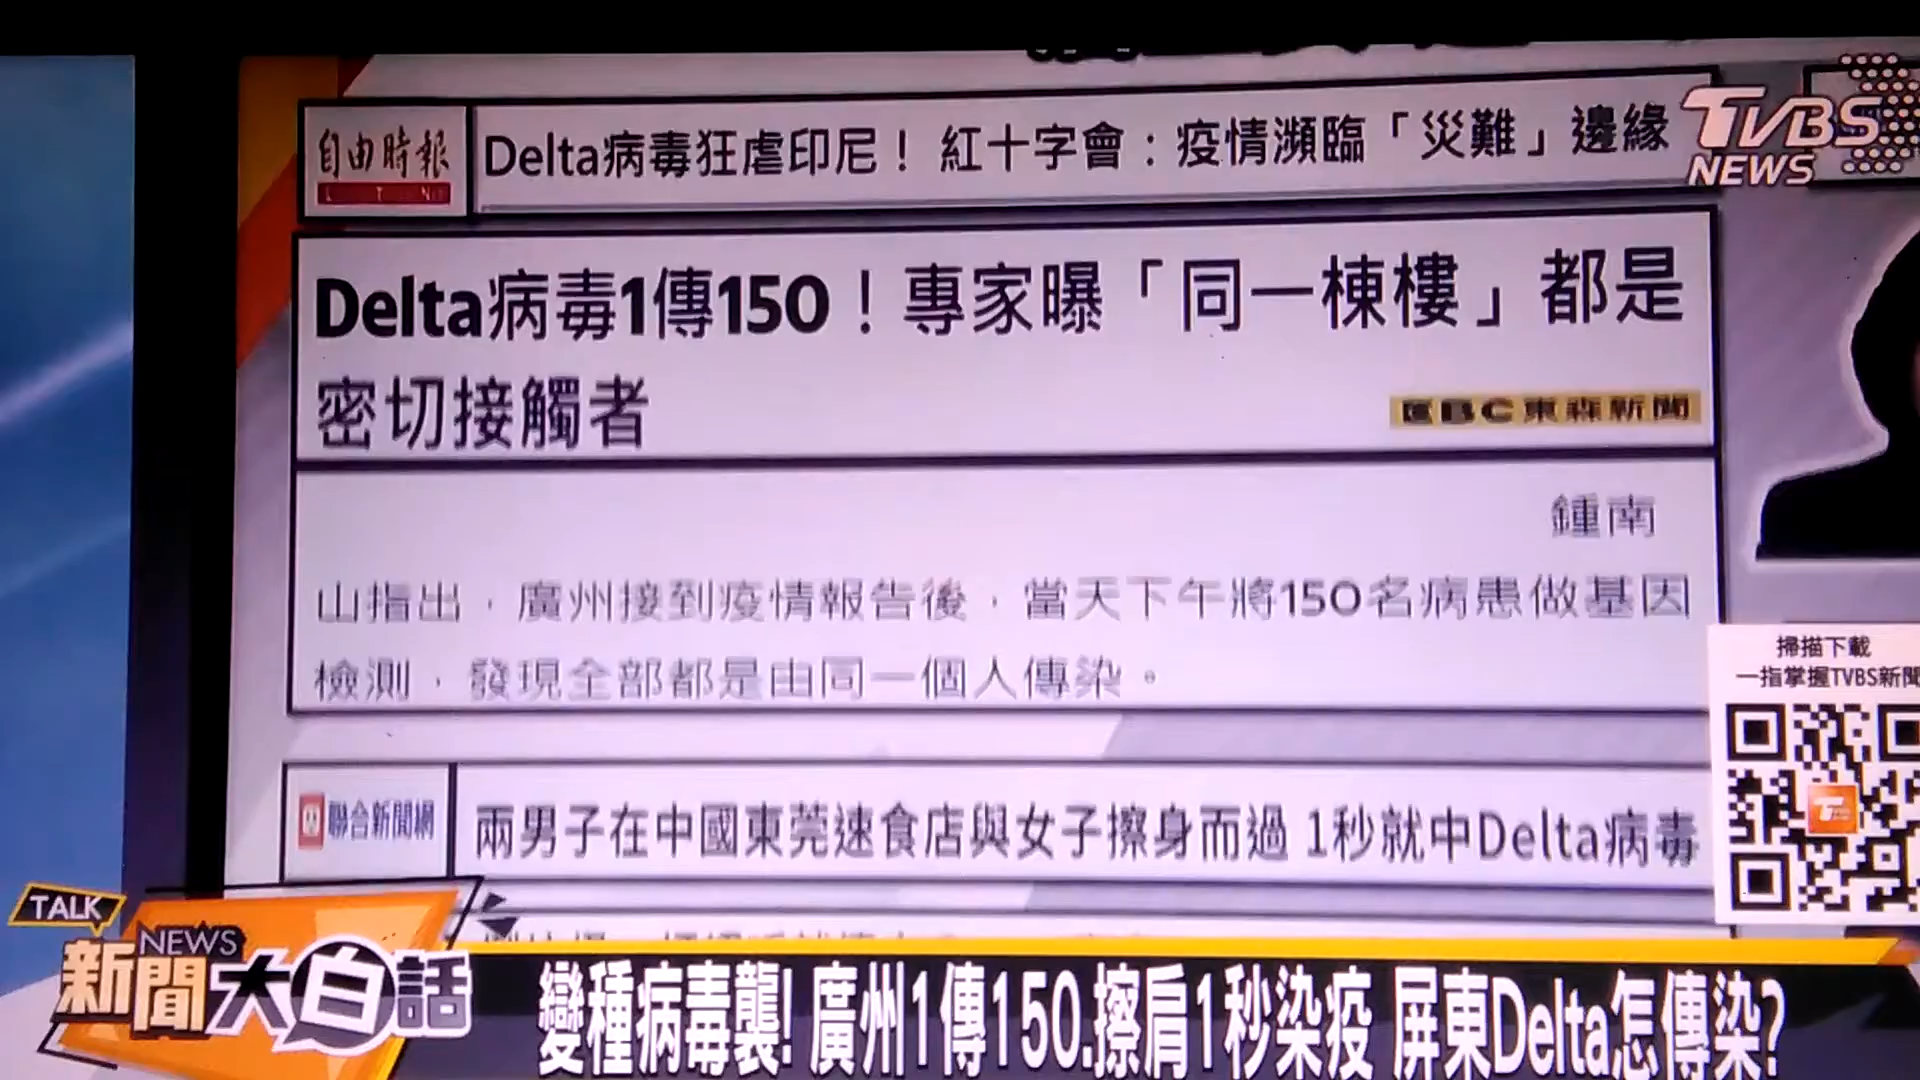 自由時報
Delta病毒狂虐印尼！ 紅十字會：疫情瀕臨「災難」邊緣
TVBS
NEWS
Delta病毒1傳150！專家曝「同一棟樓」都是
密切接觸者
EBC東森新聞
鍾南
山指出，廣州接到疫情報告後，當天下午將150名病患做基因
檢測，發現全部都是由同一個人傳染。
掃描下載
一指掌握TVBS新聞
聯合新聞網
兩男子在中國東莞速食店與女子擦身而過 1秒就中Delta病毒
TALK
NEWS
新聞大白話
變種病毒襲! 廣州1傳150.擦肩1秒染疫 屏東Delta怎傳染?